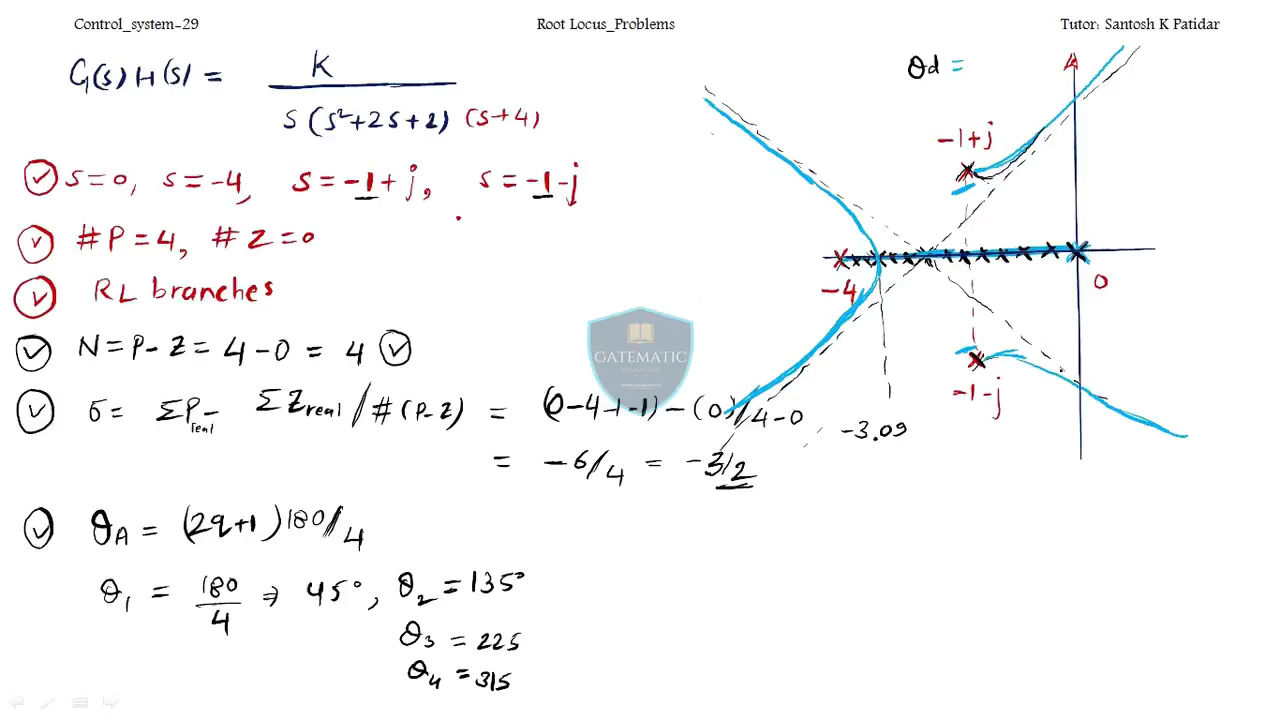 Control_system-29
Root Locus_Problems
Tutor: Santosh K Patidar
G(s) H(s) = K / s(s²+2s+2)(s+4)
s=0, s=-4, s=-1+j, s=-1-j
#P=4, #Z=0
RL branches
N=P-Z=4-0=4
σ= ΣPreal - ΣZreal/#(P-Z) = (0-4-1-1)-(0)/4-0
= -6/4 = -3/2
θA = (2q+1)180/4
θ1 = 180/4 ⇒ 45°, θ2 = 135°
θ3 = 225
θ4 = 315
θd =
-1+j
-4
0
-1-j
-3.09
GATEMATIC